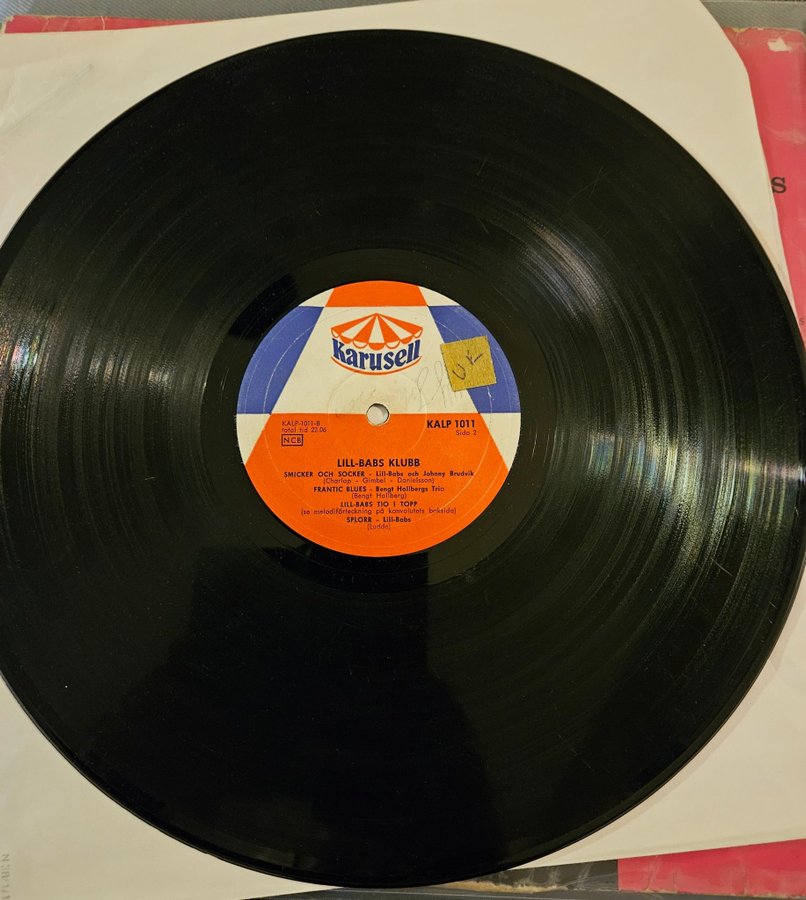 Karusell
KALP-1011-B
total tid 22.06
NCB
KALP 1011
Sida 2
LILL-BABS KLUBB
SMICKER OCH SOCKER - Lill-Babs och Johnny Brudvik
(Charlap - Gimbel - Danielsson)
FRANTIC BLUES - Bengt Hallbergs Trio
(Bengt Hallberg)
LILL-BABS TIO I TOPP
(se melodiförteckning på konvolutets baksida)
SPLORR - Lill-Babs
(Ludde)
S